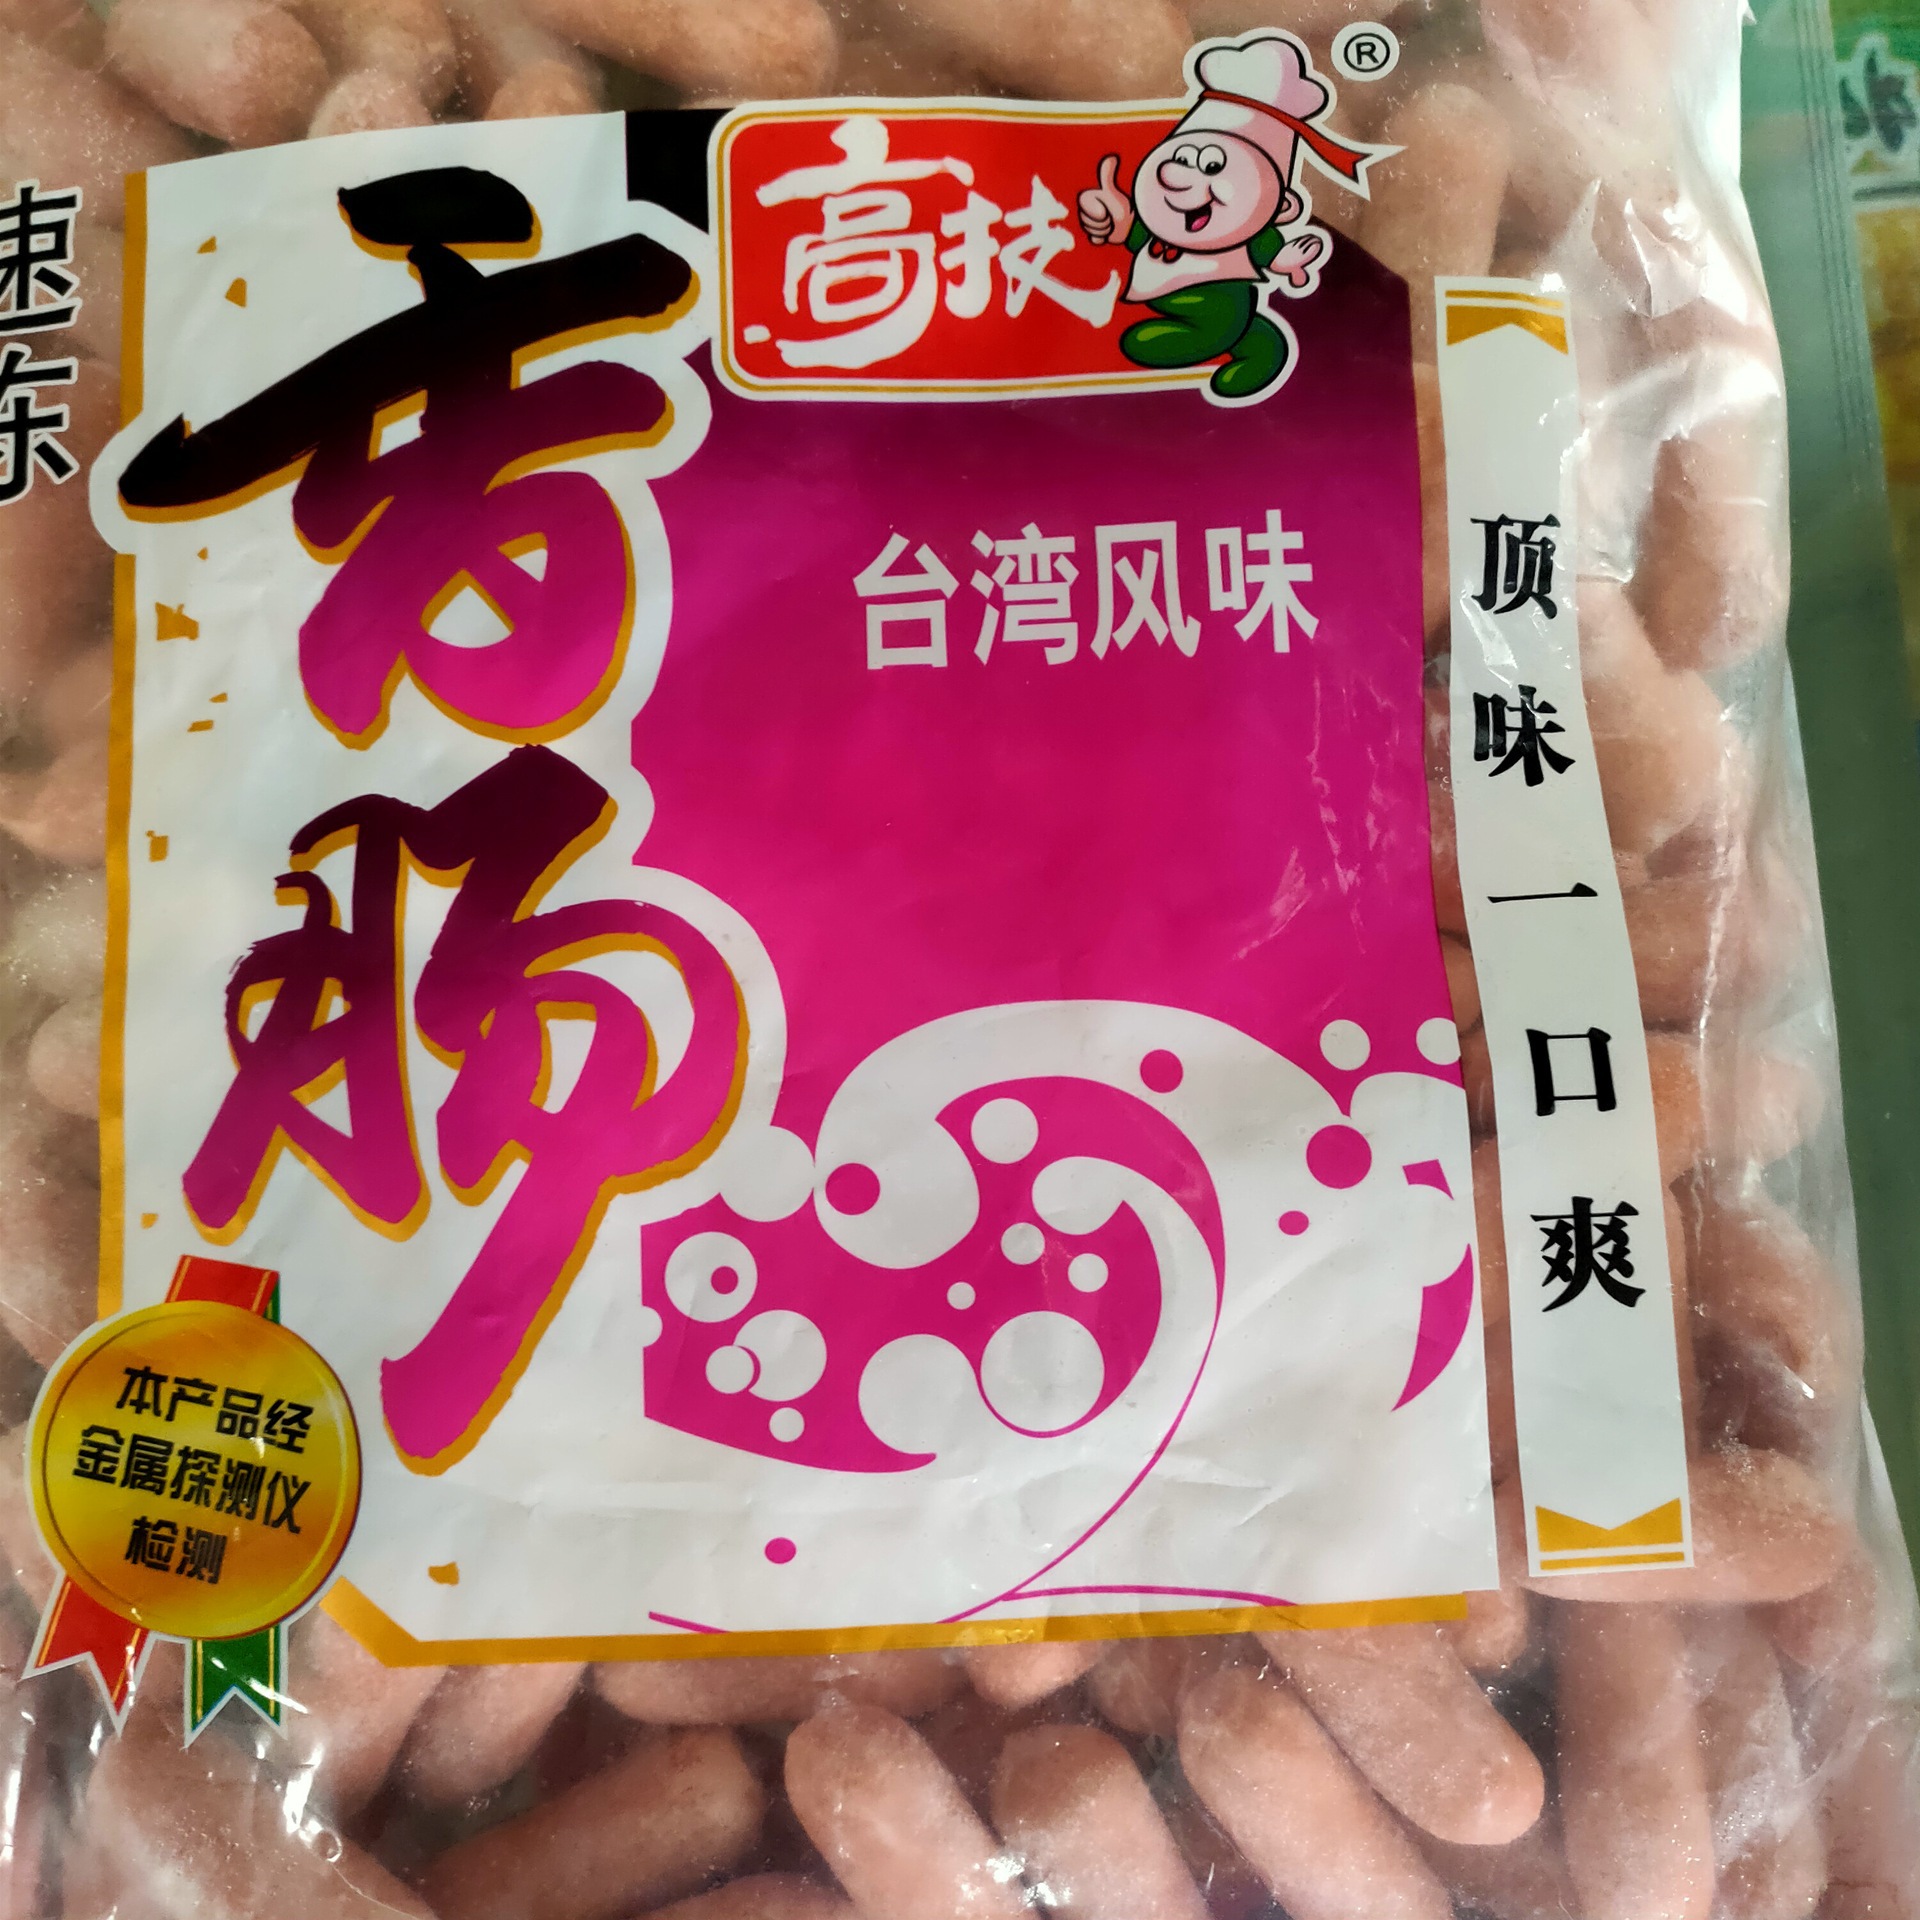 速冻
高技
®
香肠
台湾风味
顶味一口爽
本产品经
金属探测仪
检测